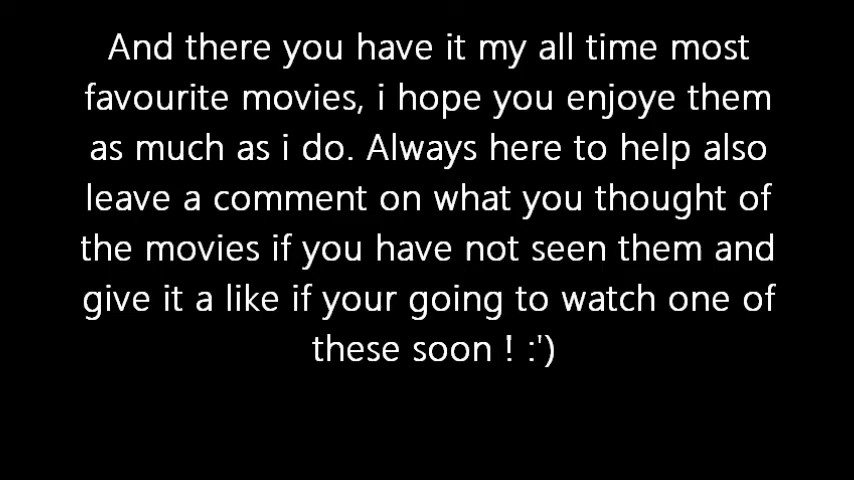 And there you have it my all time most
favourite movies, i hope you enjoye them
as much as i do. Always here to help also
leave a comment on what you thought of
the movies if you have not seen them and
give it a like if your going to watch one of
these soon ! :')